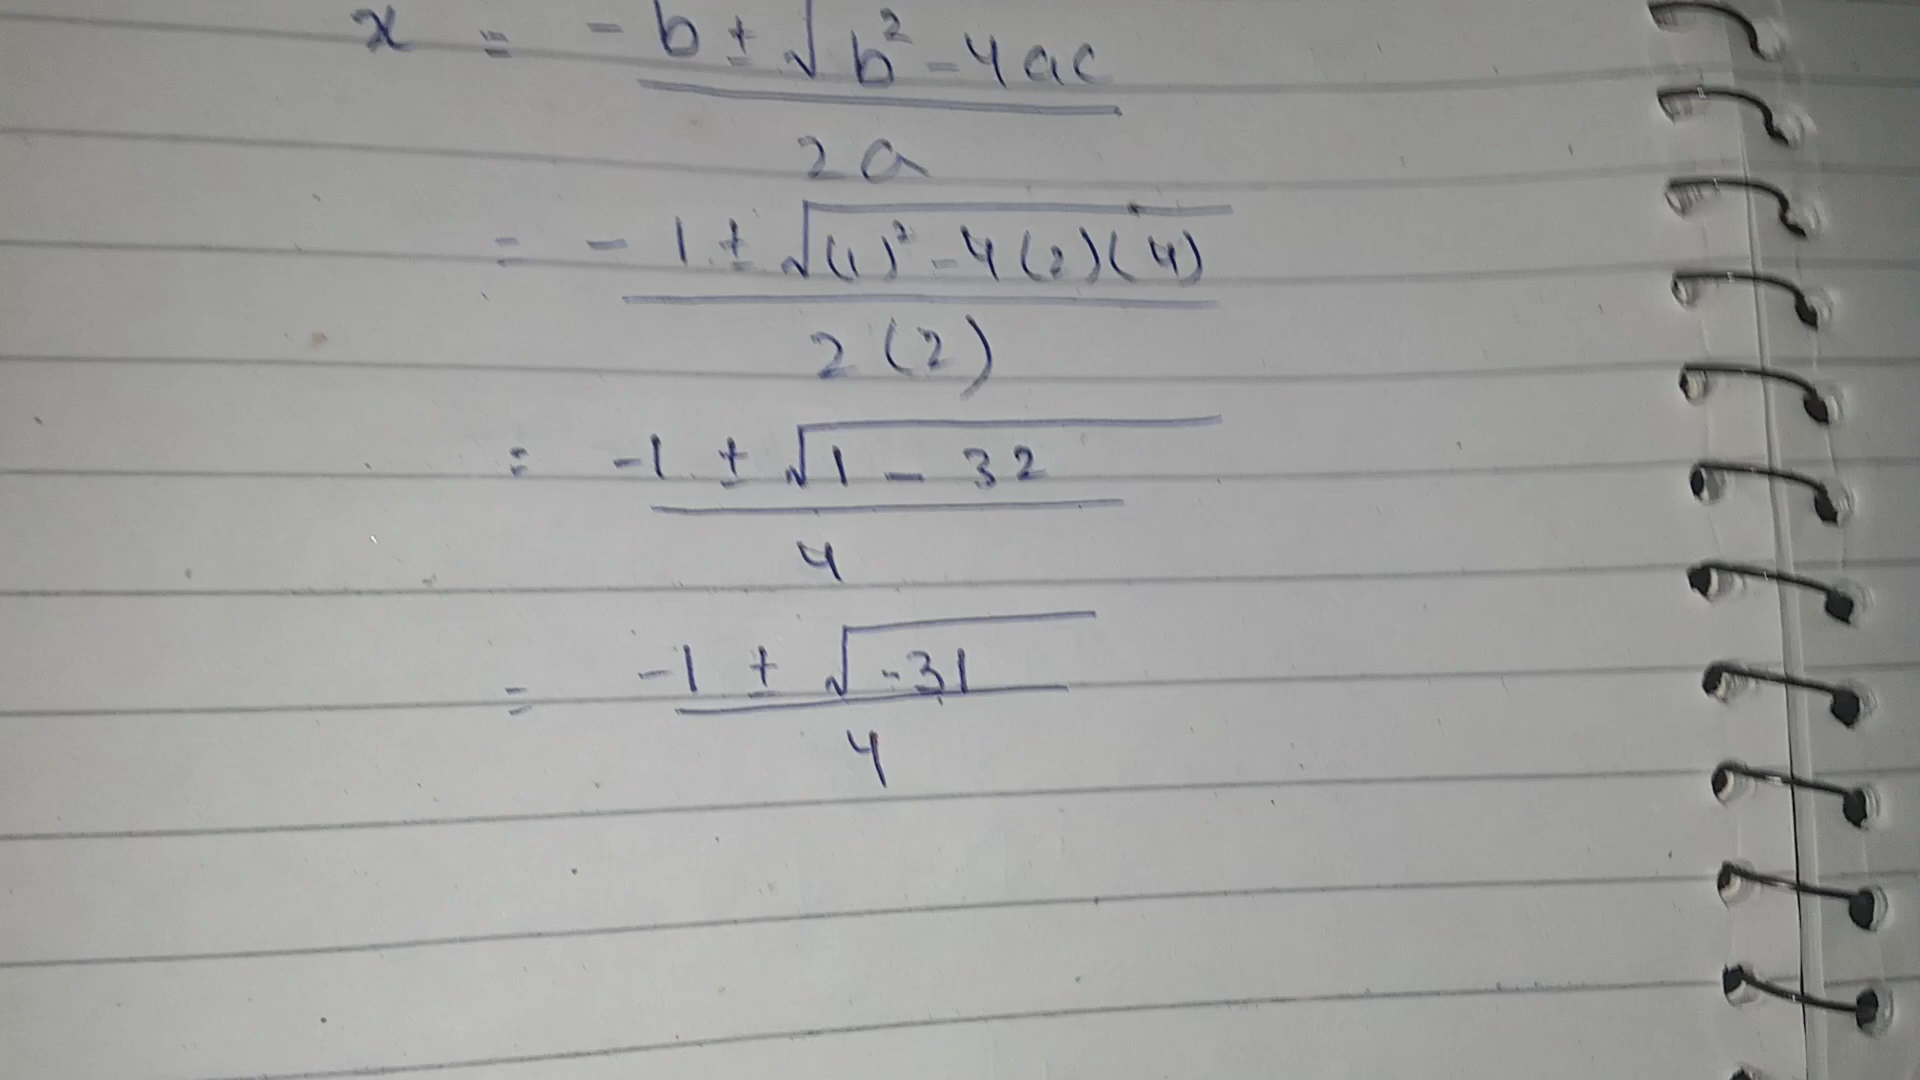 x = -b ± √b² - 4ac
2a
= -1 ± √(1)² - 4(2)(4)
2(2)
= -1 ± √1 - 32
4
= -1 ± √-31
4